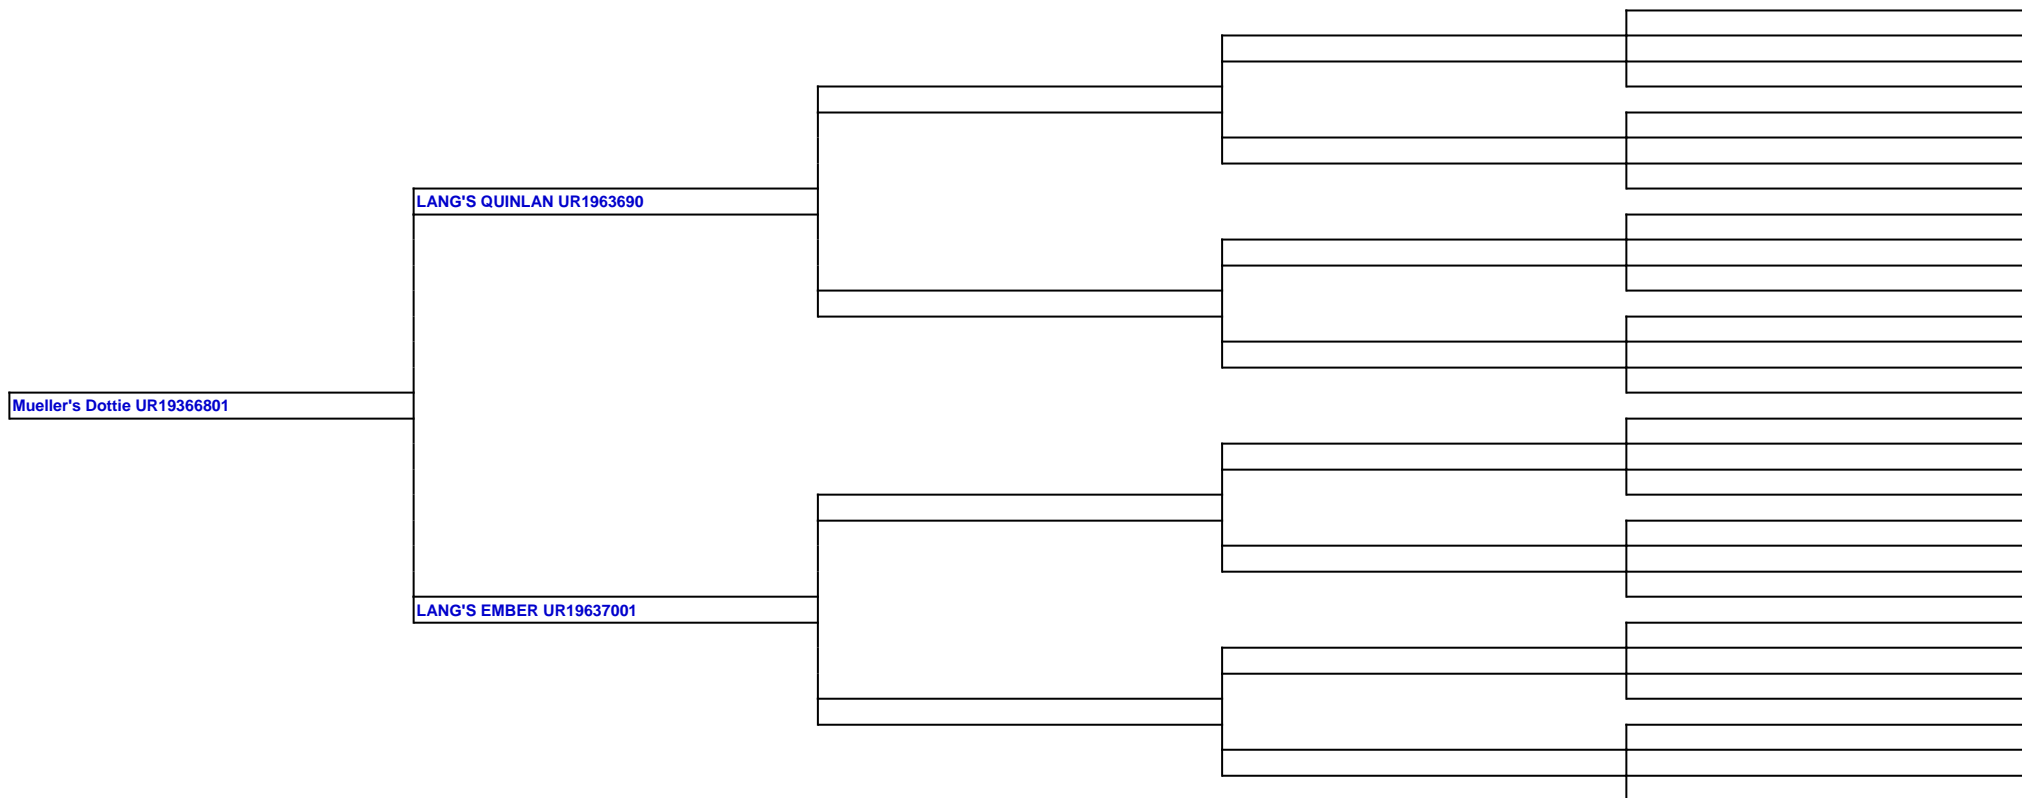 LANG'S QUINLAN UR1963690
Mueller's Dottie UR19366801
LANG'S EMBER UR19637001